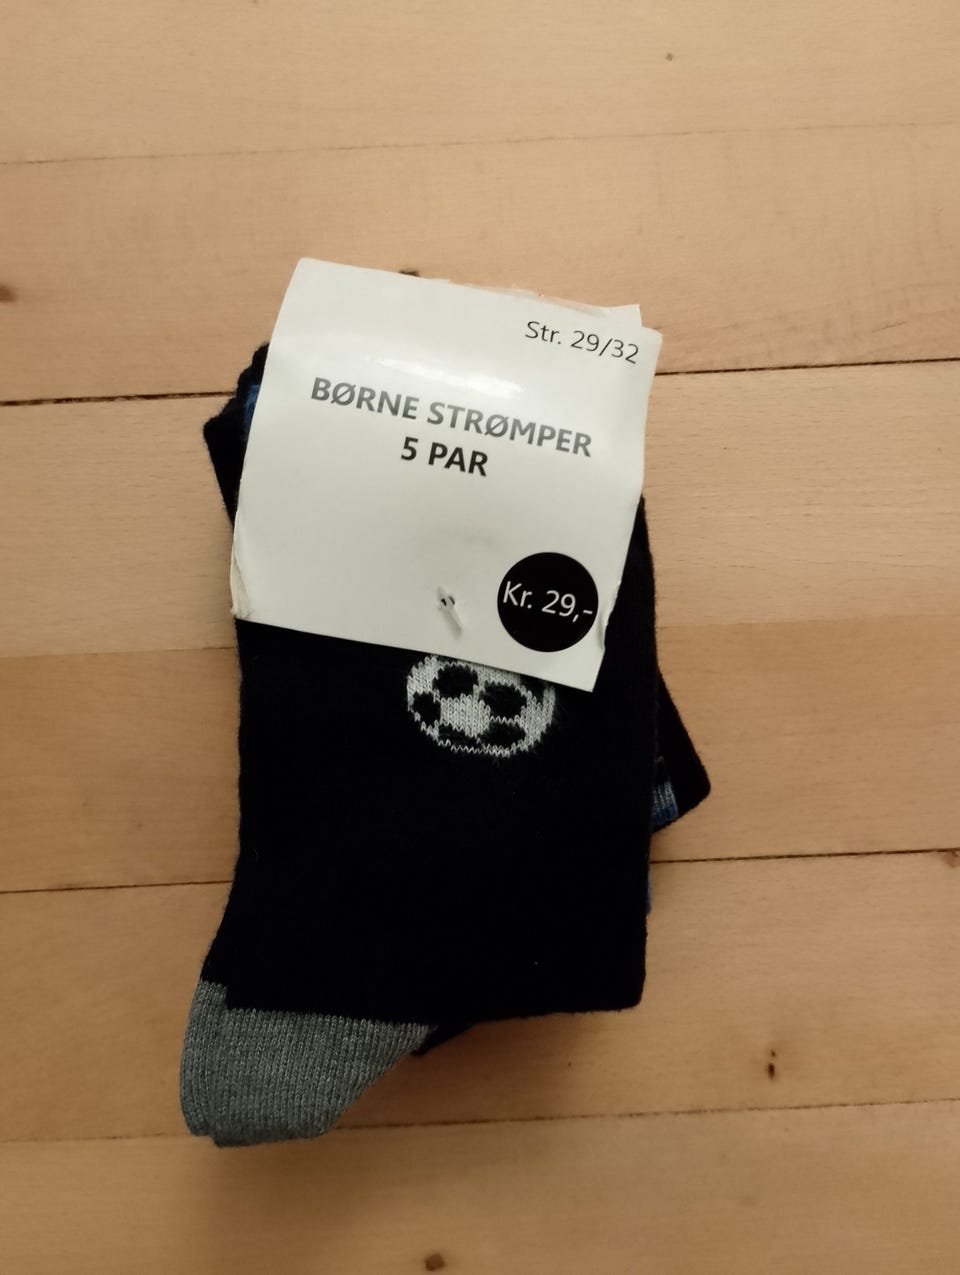 Str. 29/32
BØRNE STRØMPER
5 PAR
Kr. 29,-